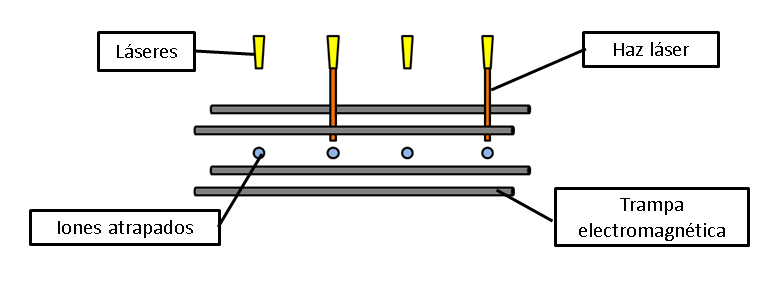 Láseres
Haz láser
Iones atrapados
Trampa
electromagnética